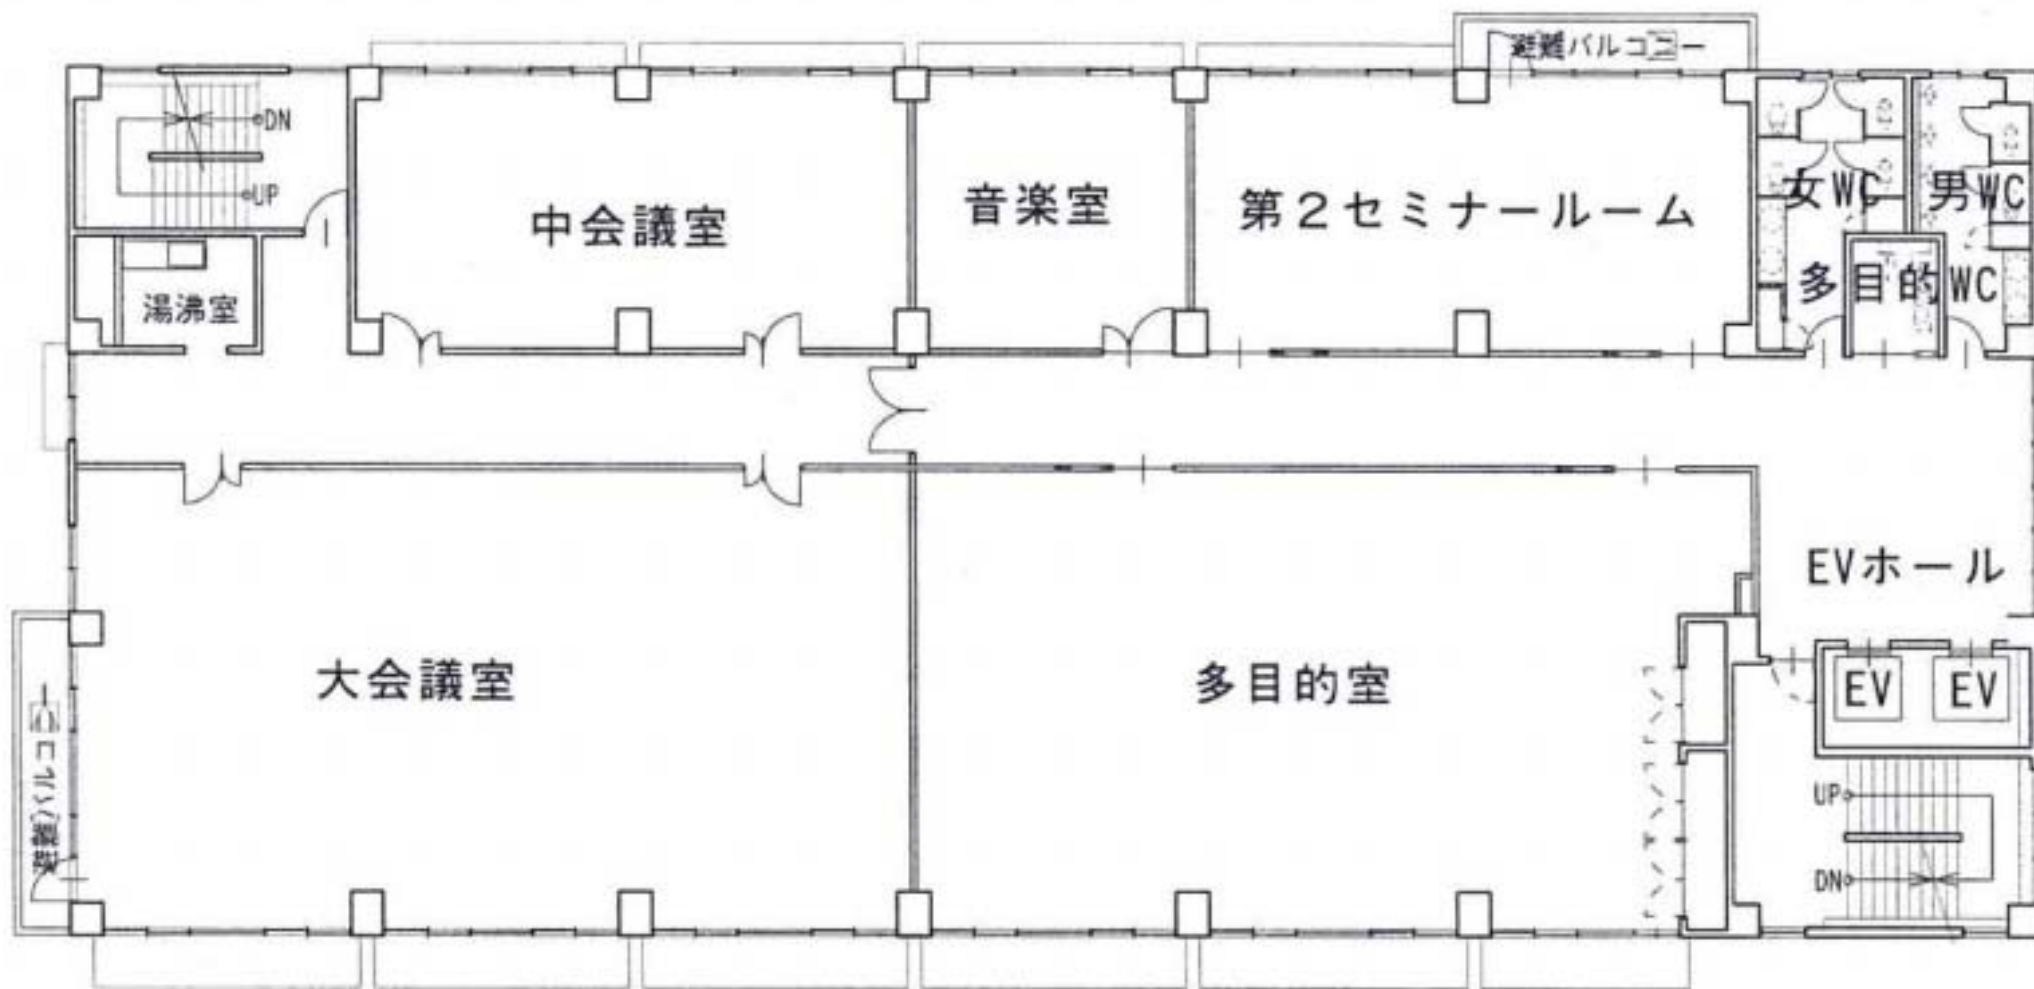 避難バルコニー
DN
UP
中会議室
音楽室
第2セミナールーム
女WC
男WC
湯沸室
多目的WC
EVホール
大会議室
多目的室
EV
EV
避難バルコニー
UP
DN